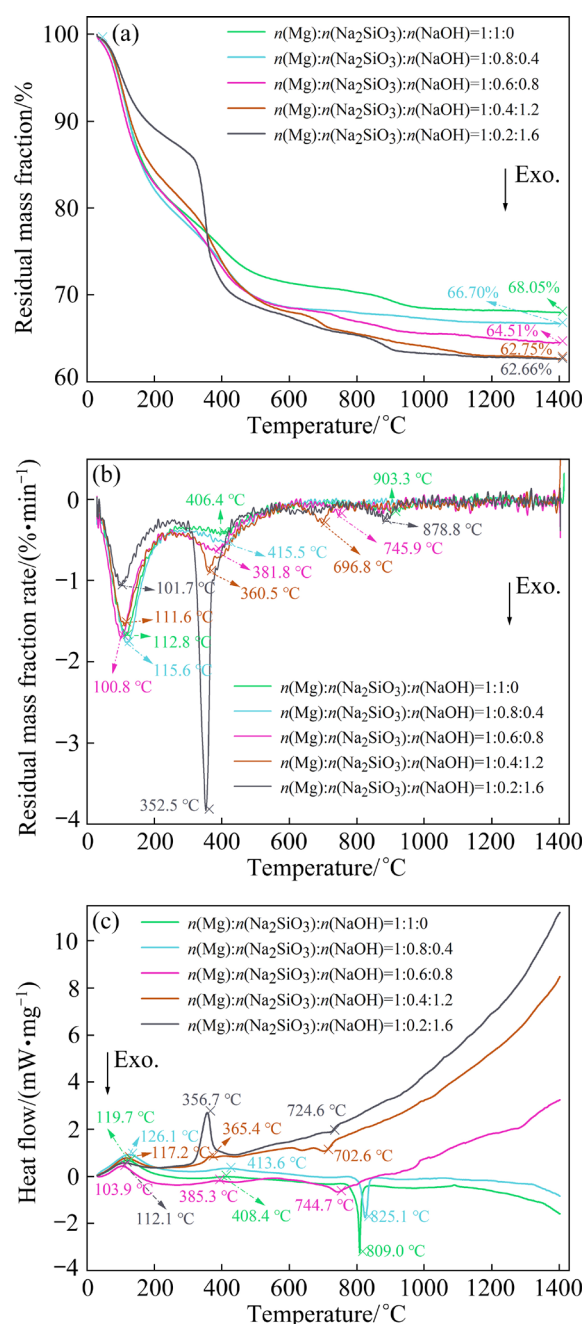 (a)
n(Mg):n(Na₂SiO₃):n(NaOH)=1:1:0
n(Mg):n(Na₂SiO₃):n(NaOH)=1:0.8:0.4
n(Mg):n(Na₂SiO₃):n(NaOH)=1:0.6:0.8
n(Mg):n(Na₂SiO₃):n(NaOH)=1:0.4:1.2
n(Mg):n(Na₂SiO₃):n(NaOH)=1:0.2:1.6
Exo.
66.70%
68.05%
64.51%
62.75%
62.66%
100
90
80
70
60
Residual mass fraction/%
0 200 400 600 800 1000 1200 1400
Temperature/°C
(b)
406.4 °C
903.3 °C
101.7 °C
415.5 °C
745.9 °C
878.8 °C
381.8 °C
696.8 °C
111.6 °C
360.5 °C
112.8 °C
115.6 °C
100.8 °C
Exo.
n(Mg):n(Na₂SiO₃):n(NaOH)=1:1:0
n(Mg):n(Na₂SiO₃):n(NaOH)=1:0.8:0.4
n(Mg):n(Na₂SiO₃):n(NaOH)=1:0.6:0.8
n(Mg):n(Na₂SiO₃):n(NaOH)=1:0.4:1.2
n(Mg):n(Na₂SiO₃):n(NaOH)=1:0.2:1.6
352.5 °C
0
−1
−2
−3
−4
Residual mass fraction rate/(%•min⁻¹)
0 200 400 600 800 1000 1200 1400
Temperature/°C
(c)
n(Mg):n(Na₂SiO₃):n(NaOH)=1:1:0
n(Mg):n(Na₂SiO₃):n(NaOH)=1:0.8:0.4
n(Mg):n(Na₂SiO₃):n(NaOH)=1:0.6:0.8
n(Mg):n(Na₂SiO₃):n(NaOH)=1:0.4:1.2
n(Mg):n(Na₂SiO₃):n(NaOH)=1:0.2:1.6
Exo.
356.7 °C
119.7 °C
126.1 °C
117.2 °C
365.4 °C
724.6 °C
413.6 °C
702.6 °C
103.9 °C
385.3 °C
744.7 °C
112.1 °C
408.4 °C
825.1 °C
809.0 °C
10
8
6
4
2
0
−2
−4
Heat flow/(mW•mg⁻¹)
0 200 400 600 800 1000 1200 1400
Temperature/°C